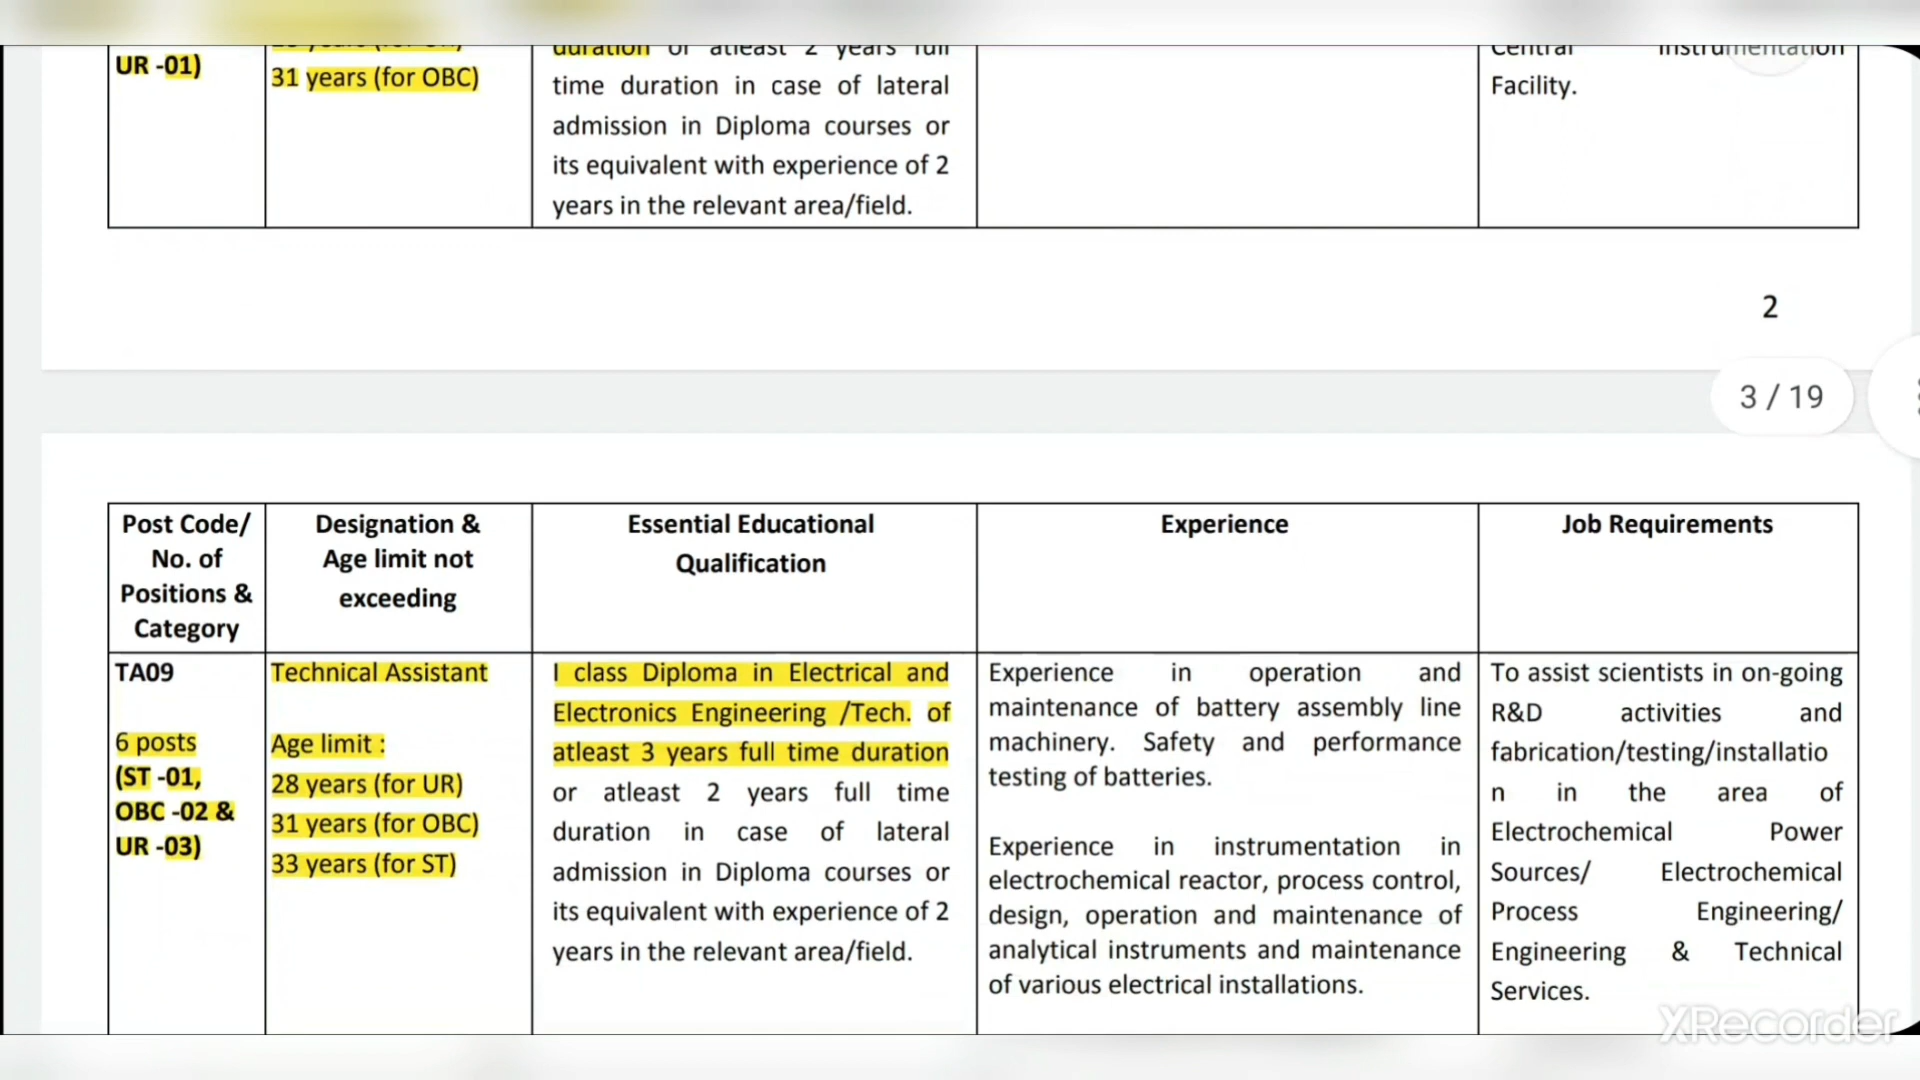 UR -01)
31 years (for OBC)
duration or atleast 2 years full
time duration in case of lateral
admission in Diploma courses or
its equivalent with experience of 2
years in the relevant area/field.
Central Instrumentation
Facility.
2
3 / 19
Post Code/
No. of
Positions &
Category
Designation &
Age limit not
exceeding
Essential Educational
Qualification
Experience
Job Requirements
TA09
6 posts
(ST -01,
OBC -02 &
UR -03)
Technical Assistant
Age limit :
28 years (for UR)
31 years (for OBC)
33 years (for ST)
I class Diploma in Electrical and
Electronics Engineering /Tech. of
atleast 3 years full time duration
or atleast 2 years full time
duration in case of lateral
admission in Diploma courses or
its equivalent with experience of 2
years in the relevant area/field.
Experience in operation and
maintenance of battery assembly line
machinery. Safety and performance
testing of batteries.
Experience in instrumentation in
electrochemical reactor, process control,
design, operation and maintenance of
analytical instruments and maintenance
of various electrical installations.
To assist scientists in on-going
R&D activities and
fabrication/testing/installatio
n in the area of
Electrochemical Power
Sources/ Electrochemical
Process Engineering/
Engineering & Technical
Services.
XRecorder